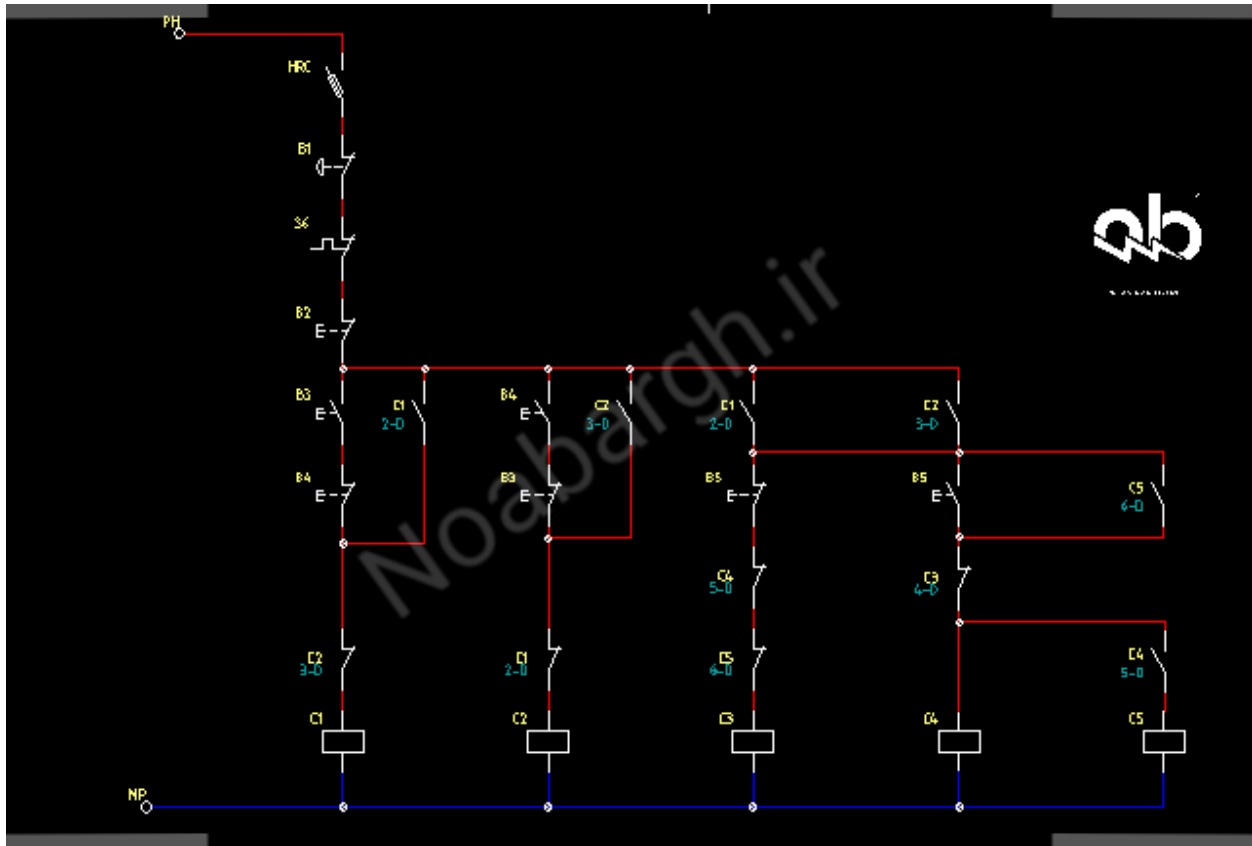 PH
HRC
B1
S6
B2
B3 C1 B4 C2 C1 C2
2-D 3-D 2-D 3-D
B4 B3 B5 B5 C5
6-D
C4 C3
5-D 4-D
C2 C1 C5 C4
3-D 2-D 6-D 5-D
C1 C2 C3 C4 C5
NP
Noabargh.ir